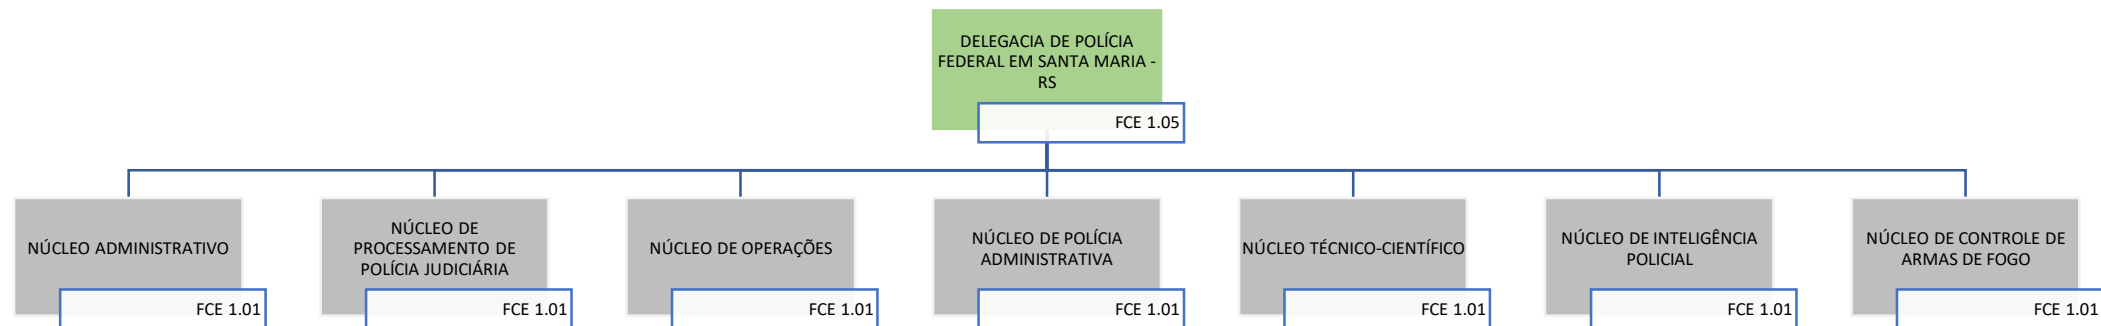 DELEGACIA DE POLÍCIA
FEDERAL EM SANTA MARIA -
RS
FCE 1.05
NÚCLEO ADMINISTRATIVO
FCE 1.01
NÚCLEO DE
PROCESSAMENTO DE
POLÍCIA JUDICIÁRIA
FCE 1.01
NÚCLEO DE OPERAÇÕES
FCE 1.01
NÚCLEO DE POLÍCIA
ADMINISTRATIVA
FCE 1.01
NÚCLEO TÉCNICO-CIENTÍFICO
FCE 1.01
NÚCLEO DE INTELIGÊNCIA
POLICIAL
FCE 1.01
NÚCLEO DE CONTROLE DE
ARMAS DE FOGO
FCE 1.01